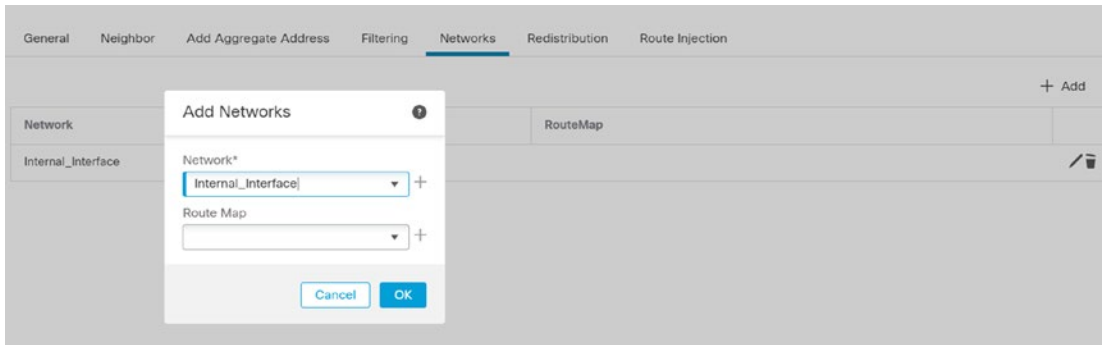 General Neighbor Add Aggregate Address Filtering Networks Redistribution Route Injection
+ Add
Add Networks ?
Network RouteMap
Network*
Internal_Interface
Internal_Interface
Route Map
Cancel OK